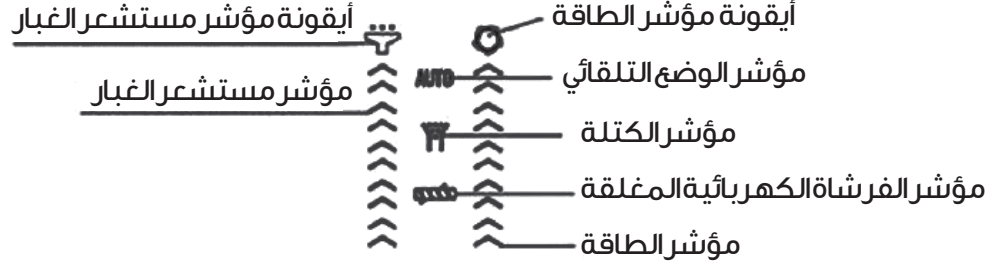 أيقونة مؤشر الطاقة
أيقونة مؤشر مستشعر الغبار
مؤشر الوضع التلقائي
AUTO
مؤشر مستشعر الغبار
مؤشر الكتلة
مؤشر الفرشاة الكهربائية المغلقة
مؤشر الطاقة